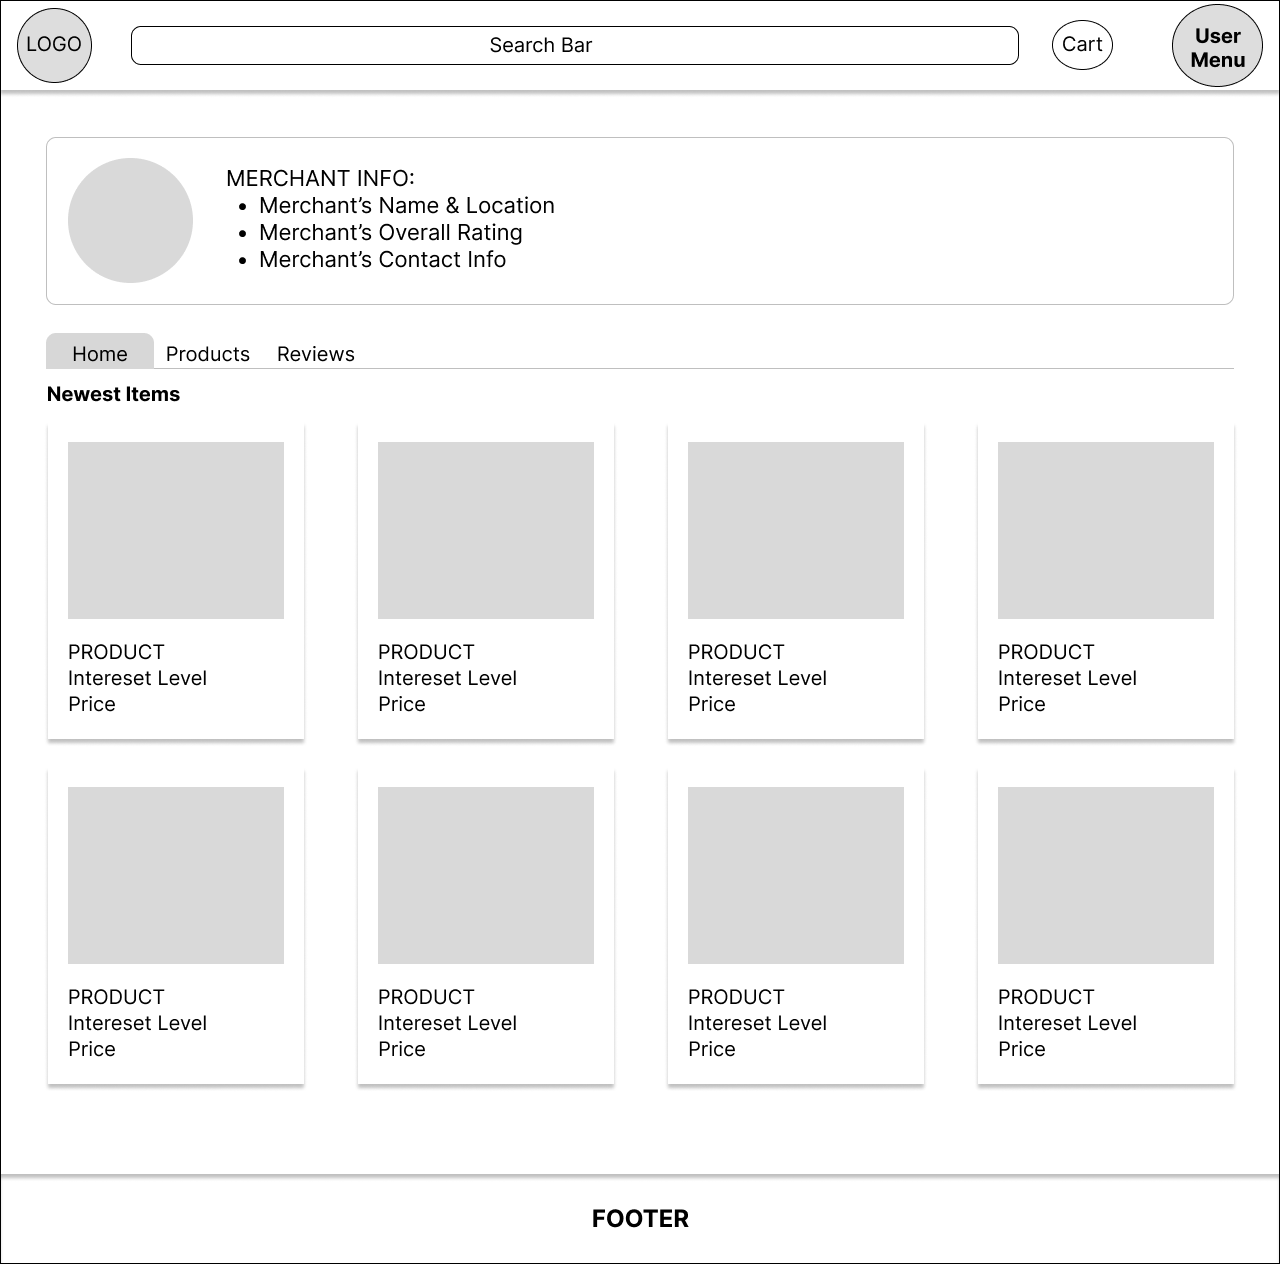 LOGO
Search Bar
Cart
User
Menu
MERCHANT INFO:
• Merchant’s Name & Location
• Merchant’s Overall Rating
• Merchant’s Contact Info
Home Products Reviews
Newest Items
PRODUCT
Intereset Level
Price
PRODUCT
Intereset Level
Price
PRODUCT
Intereset Level
Price
PRODUCT
Intereset Level
Price
PRODUCT
Intereset Level
Price
PRODUCT
Intereset Level
Price
PRODUCT
Intereset Level
Price
PRODUCT
Intereset Level
Price
FOOTER